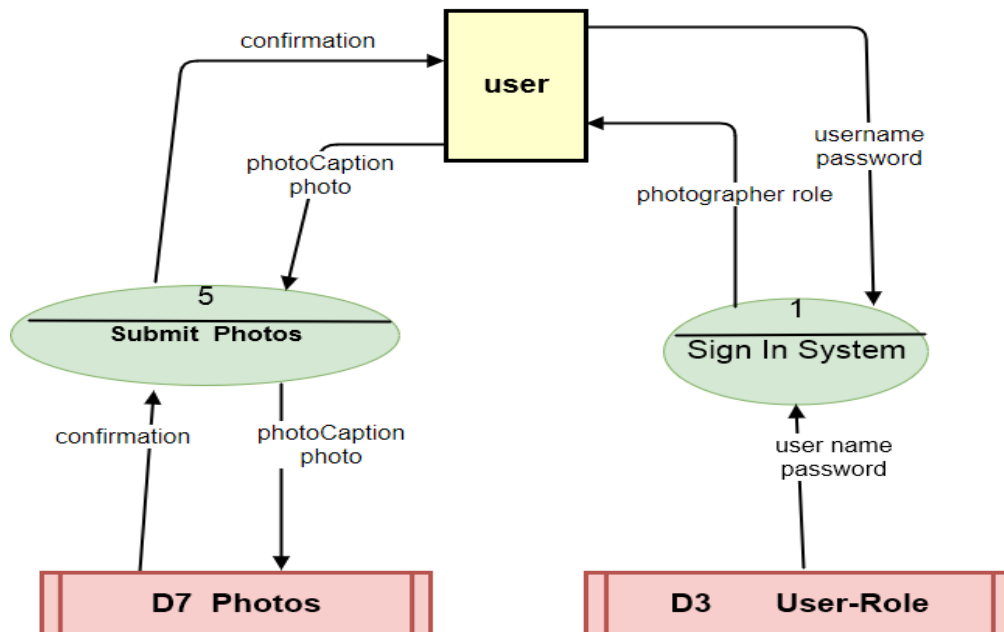 confirmation
user
username
password
photoCaption
photo
photographer role
5
Submit Photos
1
Sign In System
confirmation
photoCaption
photo
user name
password
D7 Photos
D3 User-Role